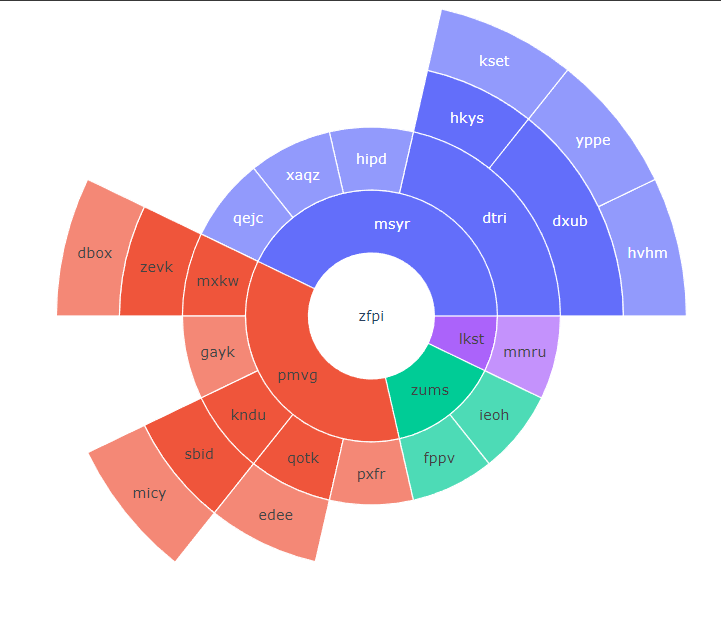 kset
hkys
yppe
hipd
xaqz
qejc
msyr
dtri
dxub
hvhm
dbox
zevk
mxkw
zfpi
lkst
mmru
gayk
pmvg
zums
kndu
ieoh
sbid
qotk
pxfr
fppv
micy
edee